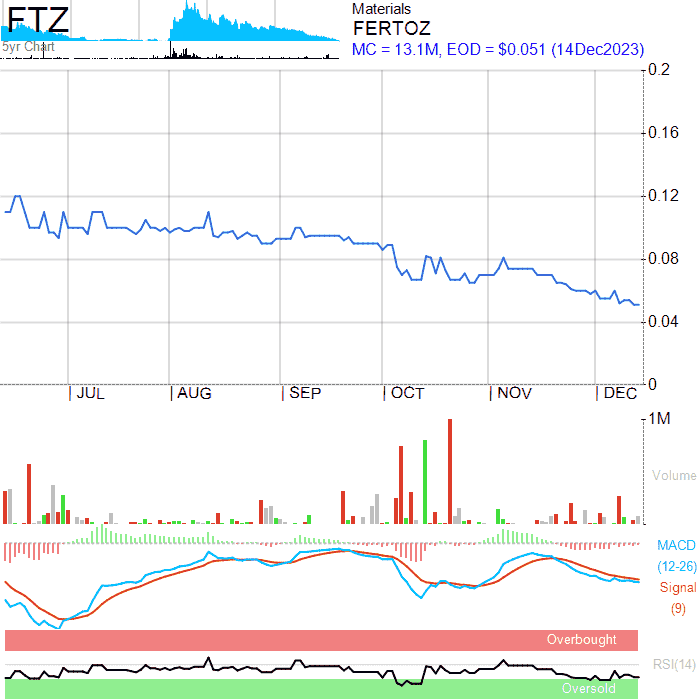 FTZ
5yr Chart
Materials
FERTOZ
MC = 13.1M, EOD = $0.051 (14Dec2023)
0.2
0.16
0.12
0.08
0.04
0
JUL AUG SEP OCT NOV DEC
1M
Volume
MACD
(12-26)
Signal
(9)
Overbought
RSI(14)
Oversold